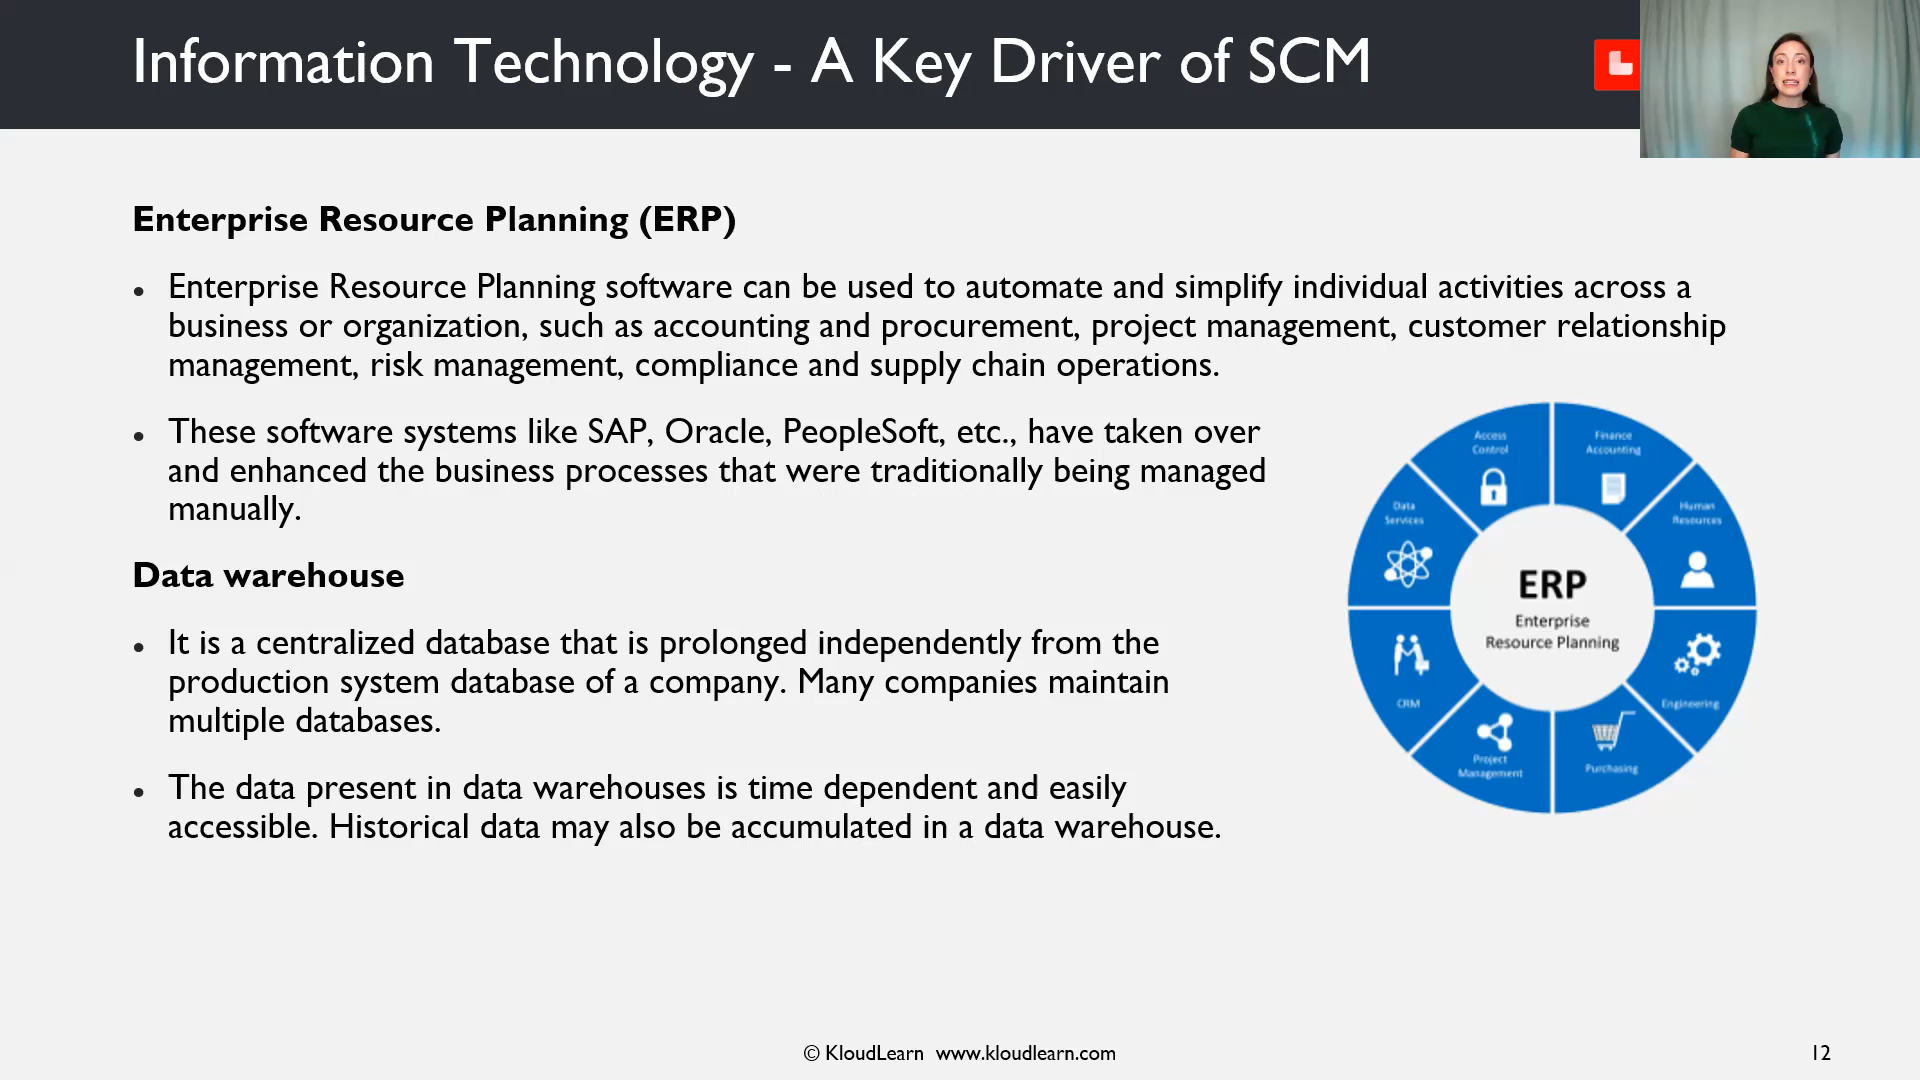 Information Technology - A Key Driver of SCM
Enterprise Resource Planning (ERP)
• Enterprise Resource Planning software can be used to automate and simplify individual activities across a
business or organization, such as accounting and procurement, project management, customer relationship
management, risk management, compliance and supply chain operations.
• These software systems like SAP, Oracle, PeopleSoft, etc., have taken over
and enhanced the business processes that were traditionally being managed
manually.
Data warehouse
• It is a centralized database that is prolonged independently from the
production system database of a company. Many companies maintain
multiple databases.
• The data present in data warehouses is time dependent and easily
accessible. Historical data may also be accumulated in a data warehouse.
Access
Control
Finance
Accounting
Data
Services
Human
Resources
ERP
Enterprise
Resource Planning
CRM
Engineering
Project
Management
Purchasing
© KloudLearn www.kloudlearn.com
12